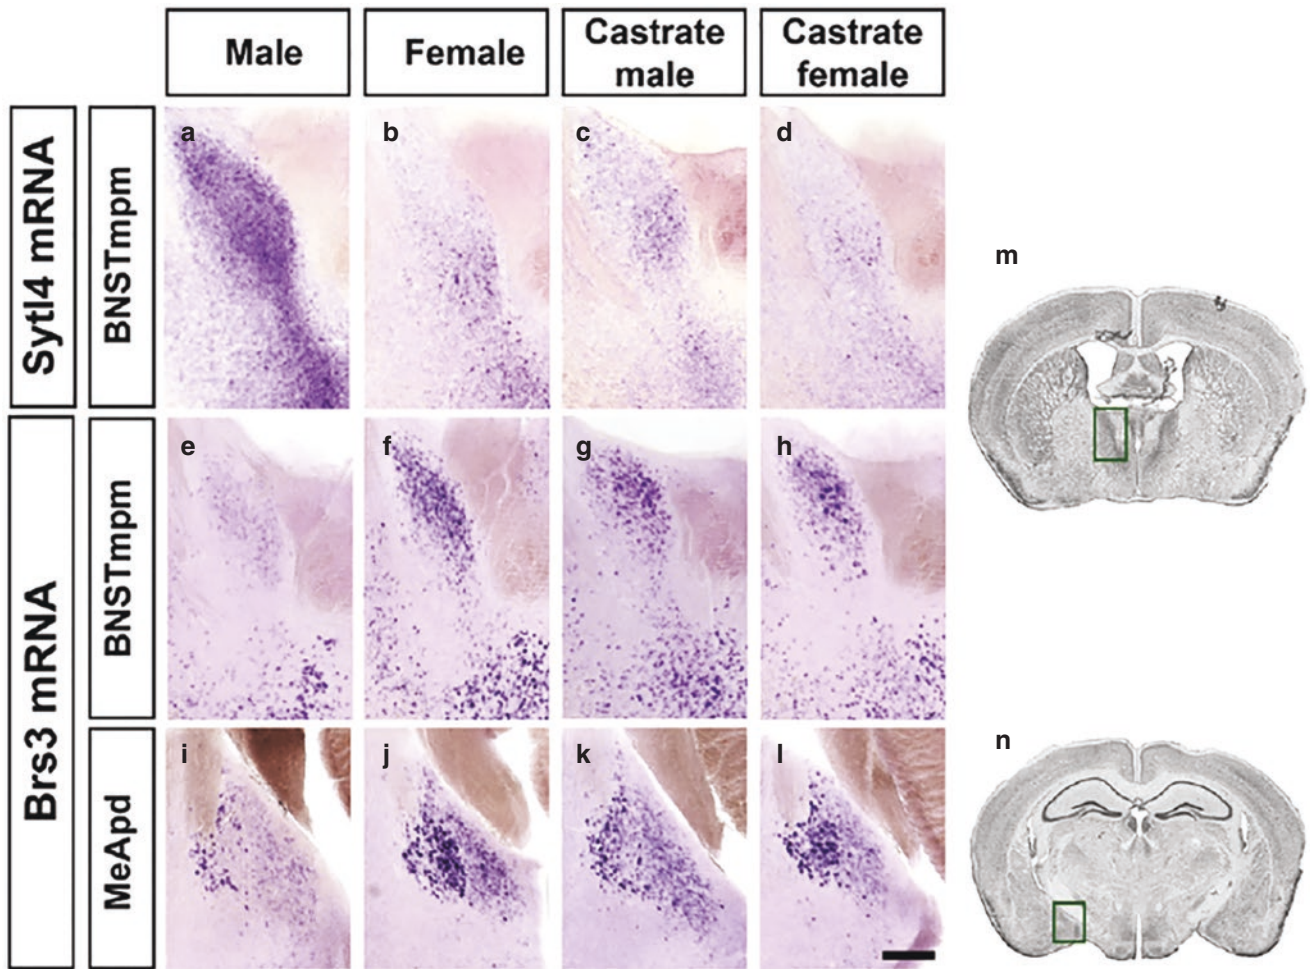 Male
Female
Castrate
male
Castrate
female
Sytl4 mRNA
BNSTmpm
a
b
c
d
m
Brs3 mRNA
BNSTmpm
e
f
g
h
MeApd
i
j
k
l
n